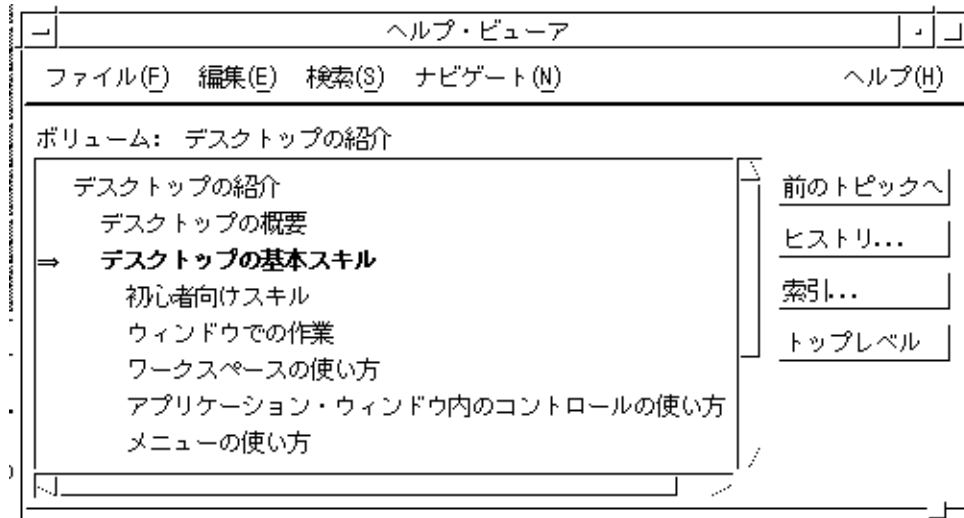 ヘルプ・ビューア
ファイル(F) 編集(E) 検索(S) ナビゲート(N) ヘルプ(H)
ボリューム: デスクトップの紹介
デスクトップの紹介
デスクトップの概要
⇒ デスクトップの基本スキル
初心者向けスキル
ウィンドウでの作業
ワークスペースの使い方
アプリケーション・ウィンドウ内のコントロールの使い方
メニューの使い方
前のトピックへ
ヒストリ...
索引...
トップレベル